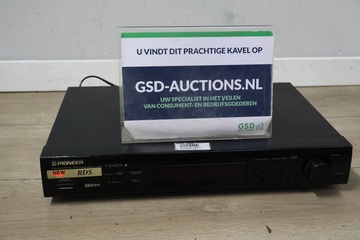 U VINDT DIT PRACHTIGE KAVEL OP
GSD-AUCTIONS.NL
UW SPECIALIST IN HET VEILEN
VAN CONSUMENT- EN BEDRIJFSGOEDEREN
GSD
PIONEER
NEW
RDS